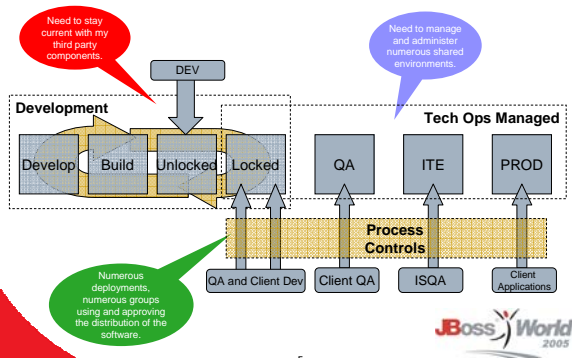 Need to stay
current with my
third party
components.
Need to manage
and administer
numerous shared
environments.
DEV
Development
Tech Ops Managed
Develop
Build
Unlocked
Locked
QA
ITE
PROD
Process
Controls
QA and Client Dev
Client QA
ISQA
Client
Applications
Numerous
deployments,
numerous groups
using and approving
the distribution of the
software.
JBoss World
2005